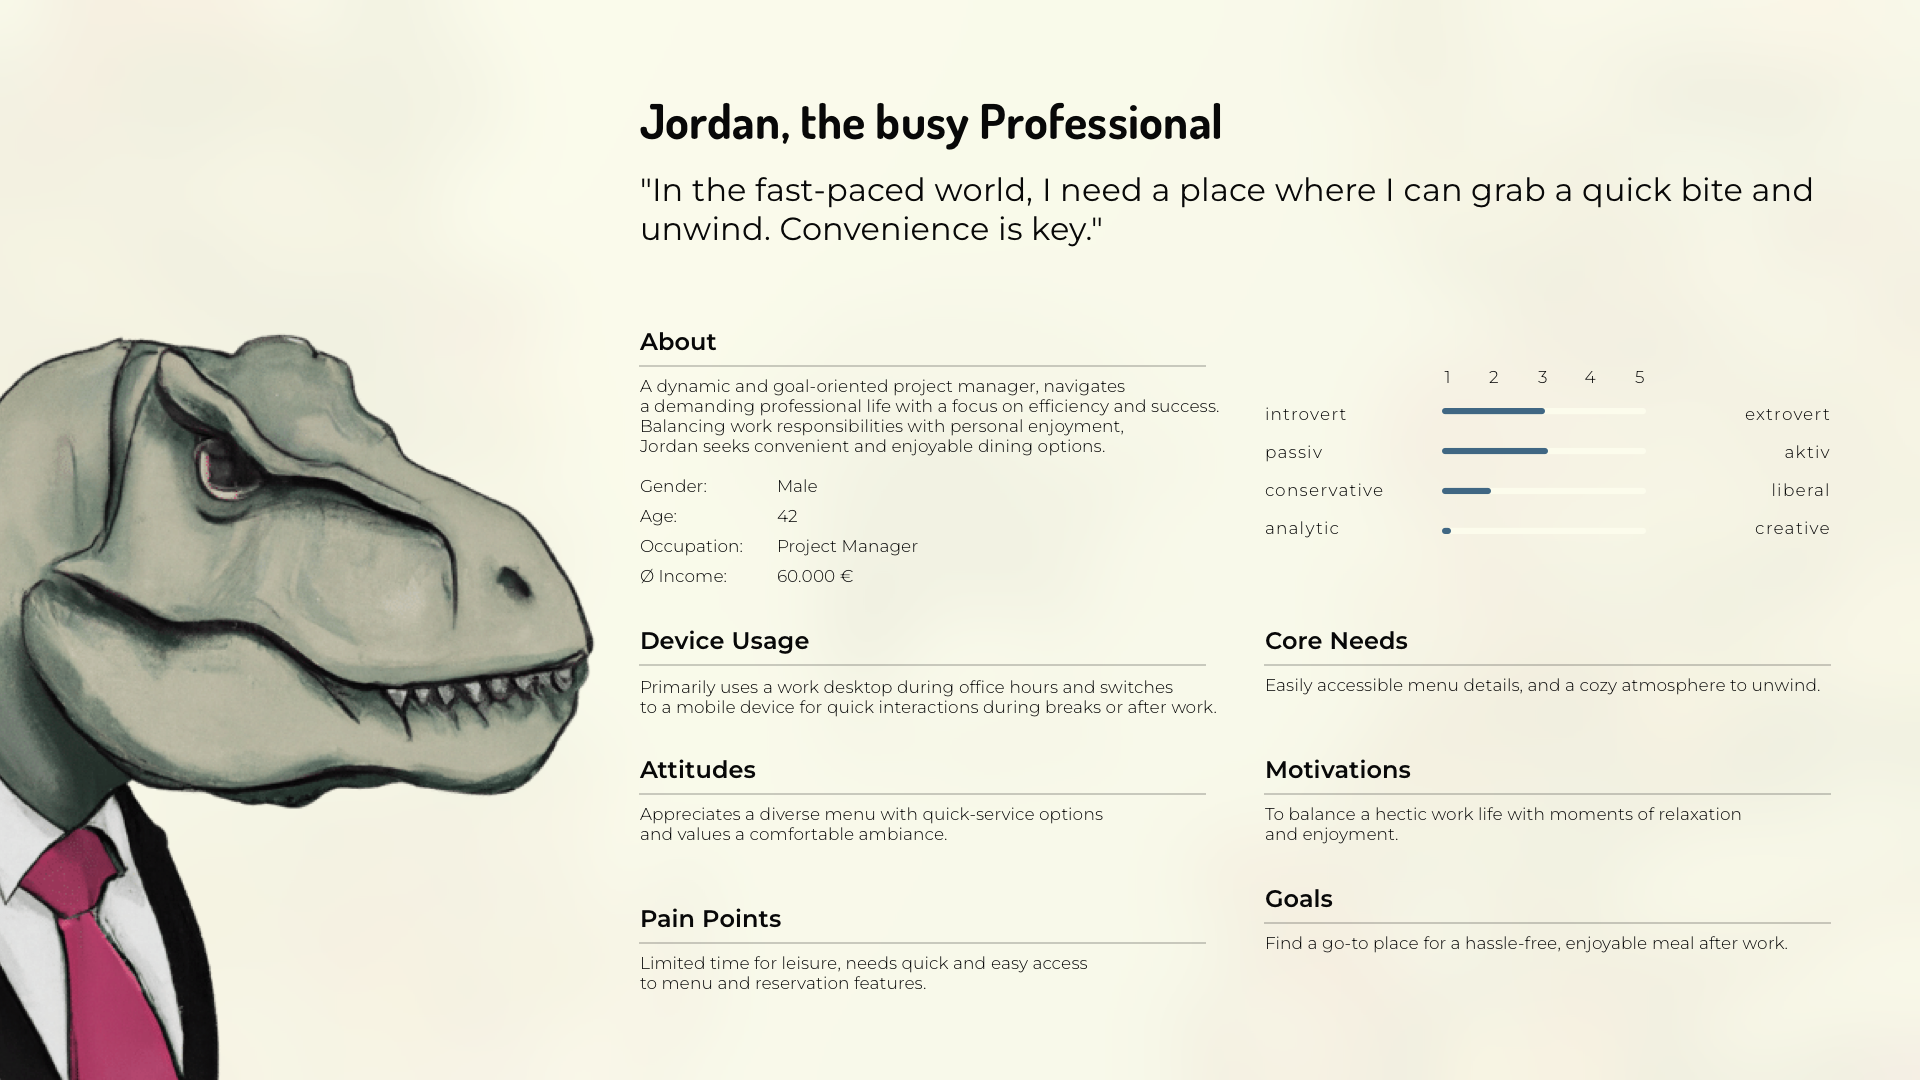 Jordan, the busy Professional
"In the fast-paced world, I need a place where I can grab a quick bite and
unwind. Convenience is key."
About
A dynamic and goal-oriented project manager, navigates
a demanding professional life with a focus on efficiency and success.
Balancing work responsibilities with personal enjoyment,
Jordan seeks convenient and enjoyable dining options.
Gender: Male
Age: 42
Occupation: Project Manager
Ø Income: 60.000 €
1 2 3 4 5
introvert extrovert
passiv aktiv
conservative liberal
analytic creative
Device Usage
Primarily uses a work desktop during office hours and switches
to a mobile device for quick interactions during breaks or after work.
Core Needs
Easily accessible menu details, and a cozy atmosphere to unwind.
Attitudes
Appreciates a diverse menu with quick-service options
and values a comfortable ambiance.
Motivations
To balance a hectic work life with moments of relaxation
and enjoyment.
Pain Points
Limited time for leisure, needs quick and easy access
to menu and reservation features.
Goals
Find a go-to place for a hassle-free, enjoyable meal after work.